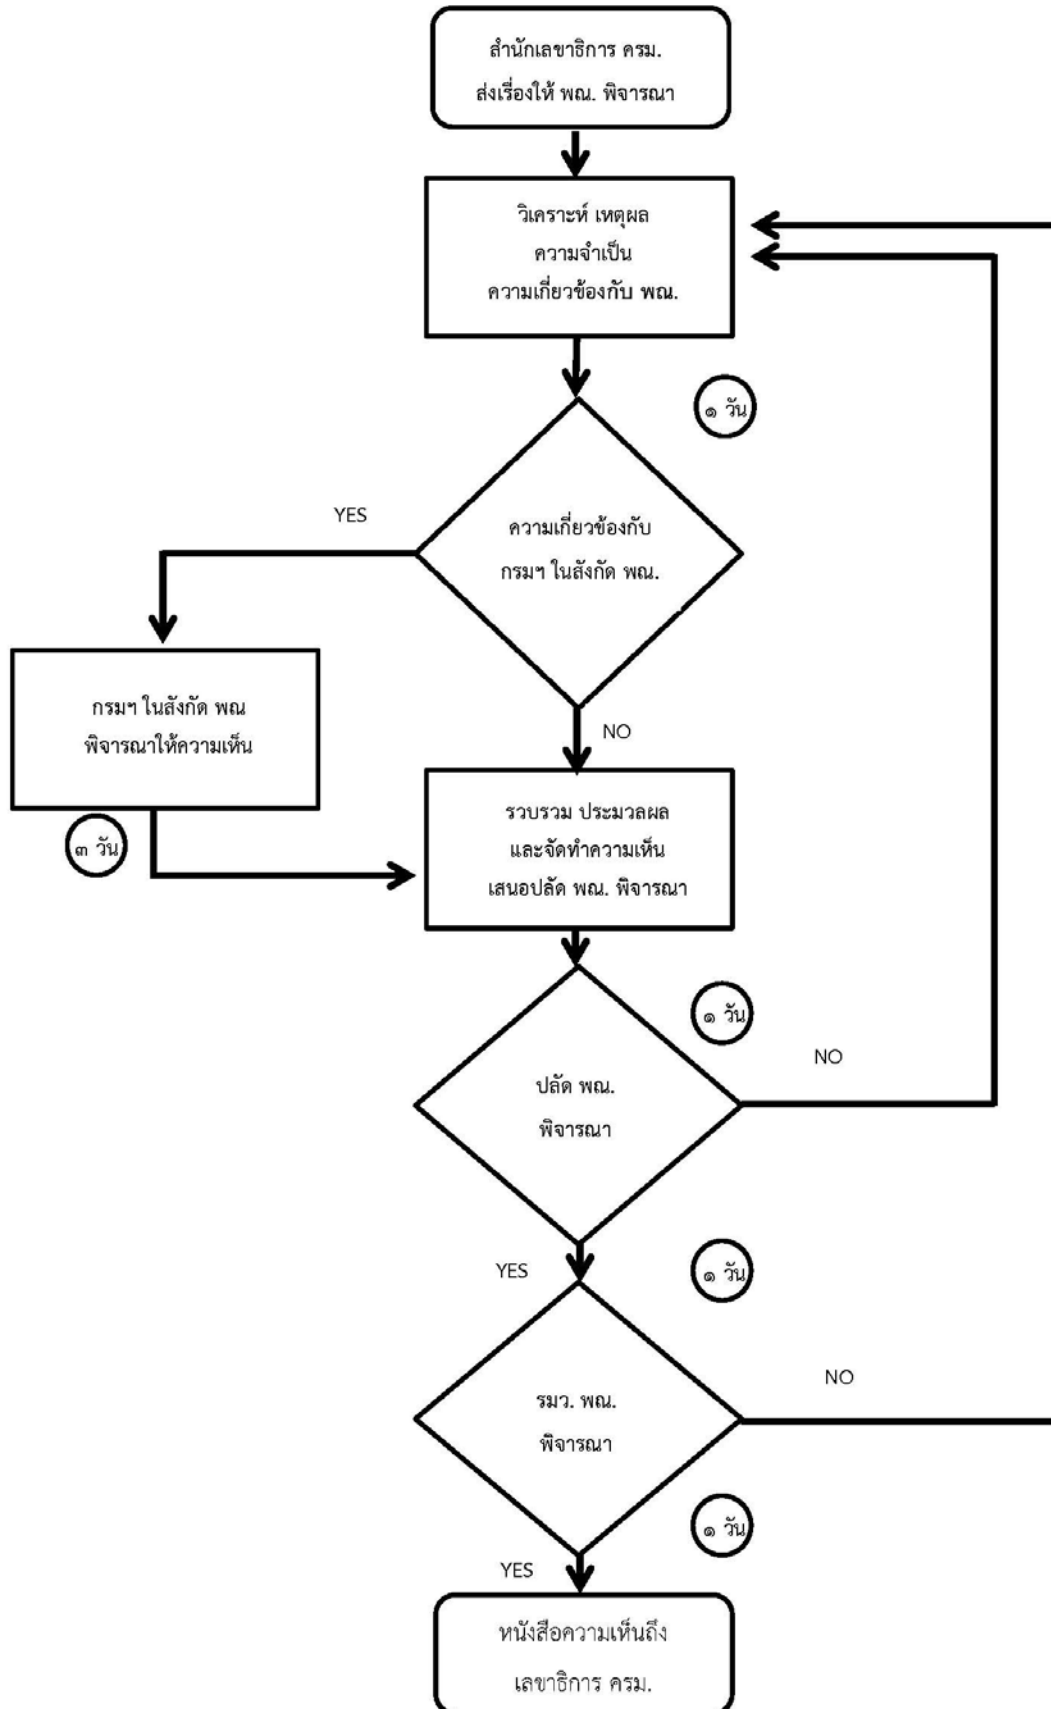 สำนักเลขาธิการ ครม.
ส่งเรื่องให้ พณ. พิจารณา
วิเคราะห์ เหตุผล
ความจำเป็น
ความเกี่ยวข้องกับ พณ.
๑ วัน
YES
ความเกี่ยวข้องกับ
กรมฯ ในสังกัด พณ.
กรมฯ ในสังกัด พณ
พิจารณาให้ความเห็น
NO
๓ วัน
รวบรวม ประมวลผล
และจัดทำความเห็น
เสนอปลัด พณ. พิจารณา
๑ วัน
NO
ปลัด พณ.
พิจารณา
YES
๑ วัน
NO
รมว. พณ.
พิจารณา
๑ วัน
YES
หนังสือความเห็นถึง
เลขาธิการ ครม.